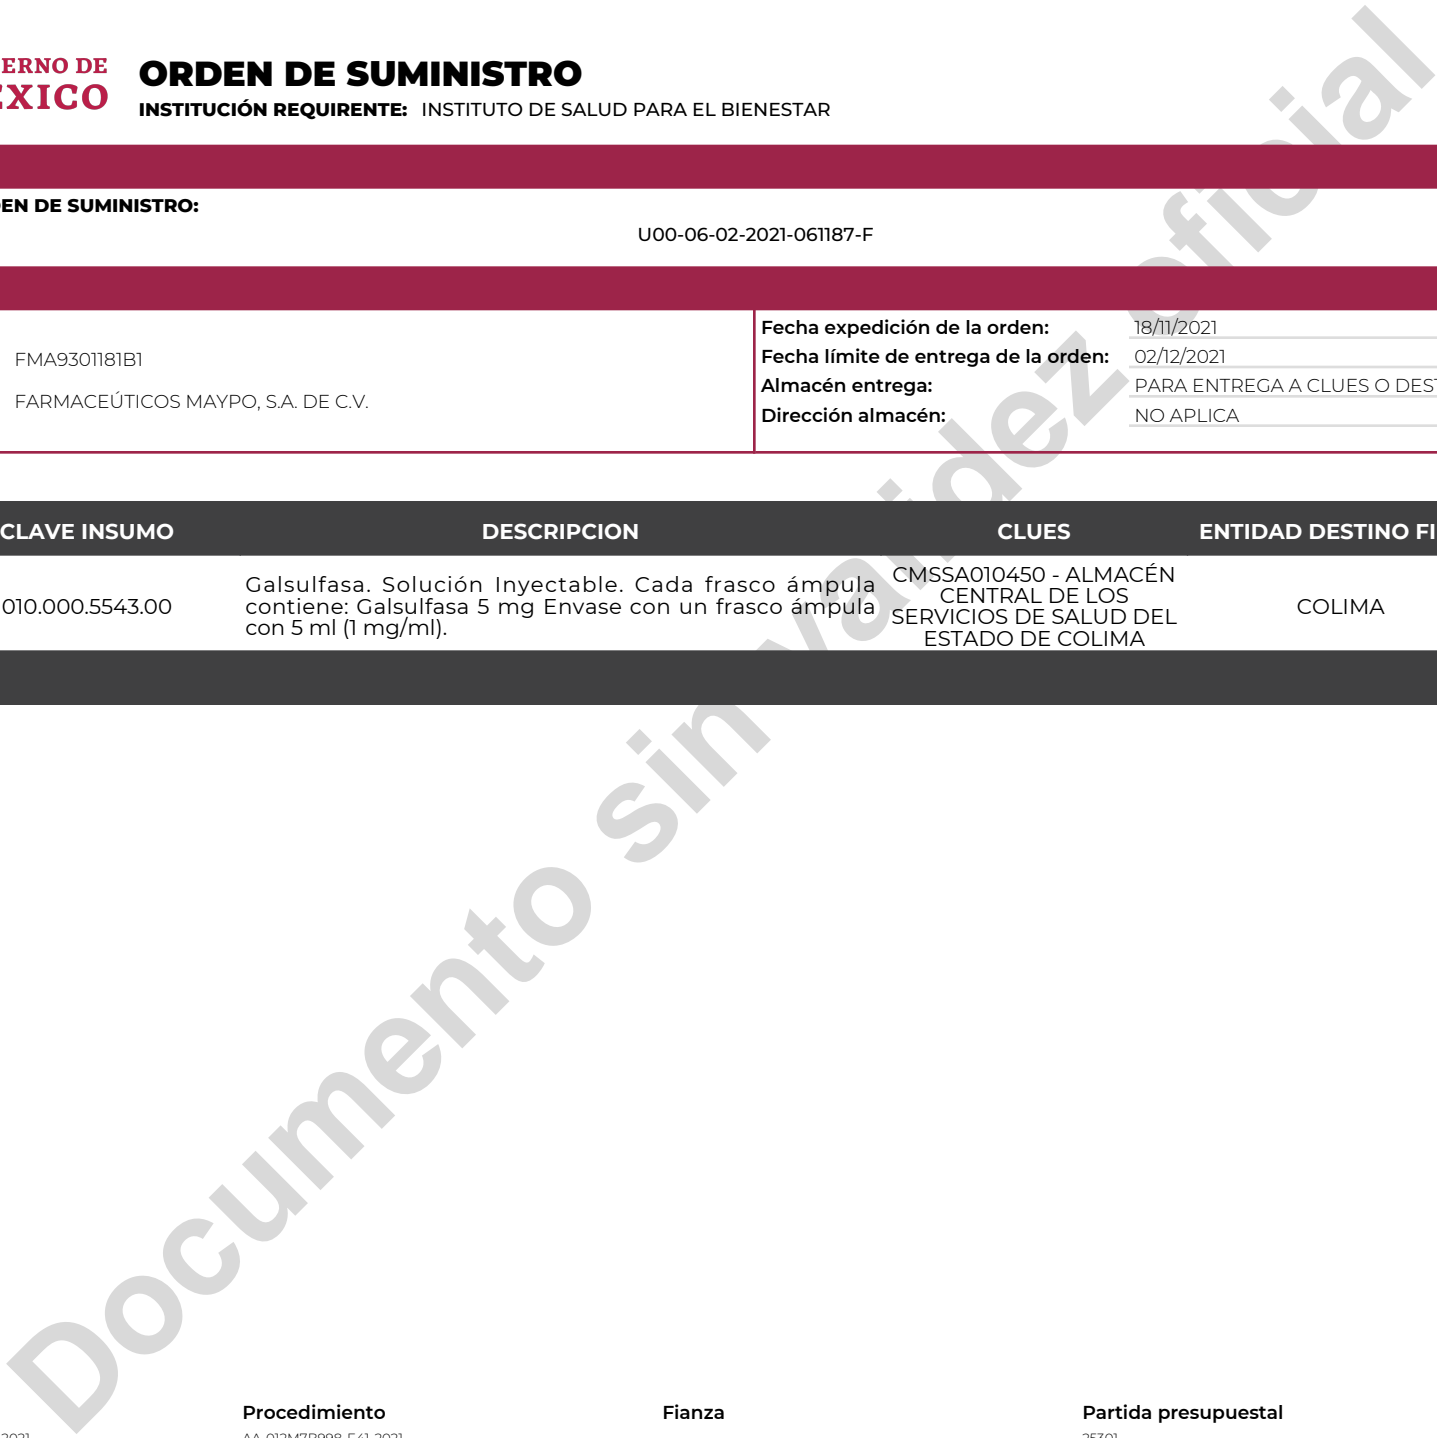 ERNO DE
ÉXICO
ORDEN DE SUMINISTRO
INSTITUCIÓN REQUIRENTE: INSTITUTO DE SALUD PARA EL BIENESTAR
EN DE SUMINISTRO:
U00-06-02-2021-061187-F
FMA9301181B1
FARMACEÚTICOS MAYPO, S.A. DE C.V.
Fecha expedición de la orden: 18/11/2021
Fecha límite de entrega de la orden: 02/12/2021
Almacén entrega: PARA ENTREGA A CLUES O DEST
Dirección almacén: NO APLICA
CLAVE INSUMO DESCRIPCION CLUES ENTIDAD DESTINO FI
010.000.5543.00
Galsulfasa. Solución Inyectable. Cada frasco ámpula
contiene: Galsulfasa 5 mg Envase con un frasco ámpula
con 5 ml (1 mg/ml).
CMSSA010450 - ALMACÉN
CENTRAL DE LOS
SERVICIOS DE SALUD DEL
ESTADO DE COLIMA
COLIMA
Documento sin validez oficial
Procedimiento Fianza Partida presupuestal